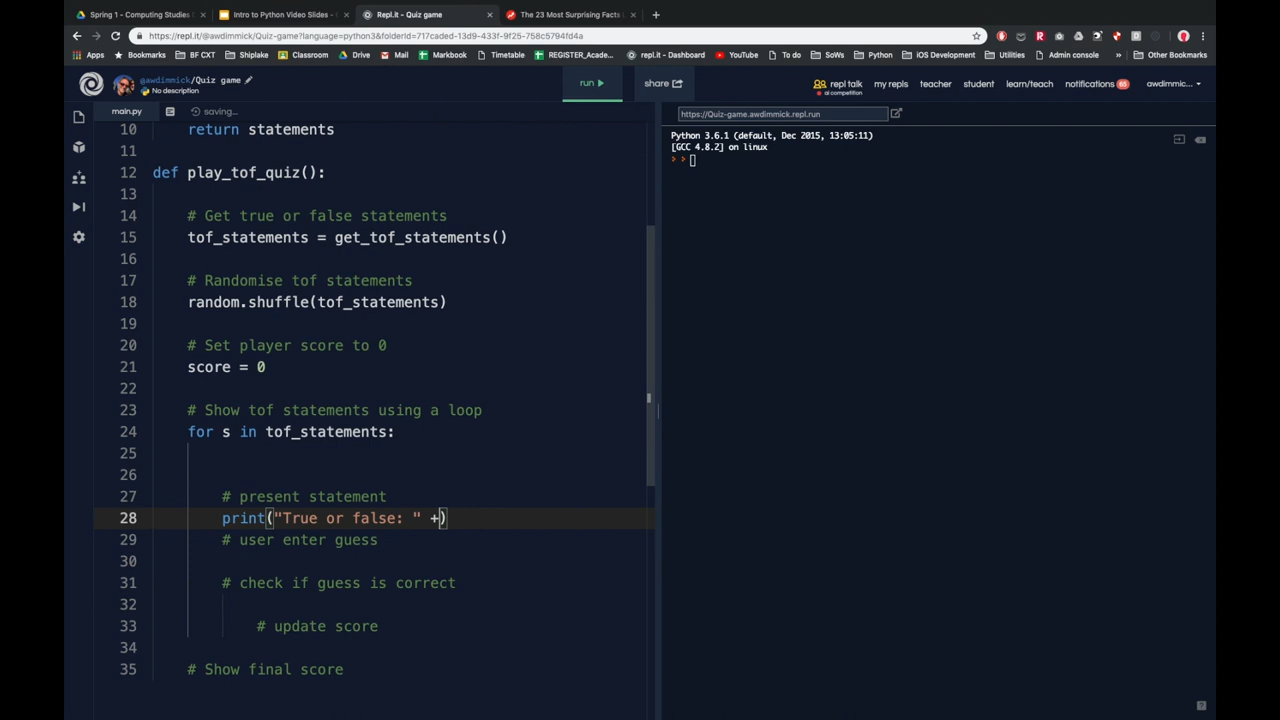 Spring 1 - Computing Studies
Intro to Python Video Slides -
Repl.it - Quiz game
The 23 Most Surprising Facts
https://repl.it/@awdimmick/Quiz-game?language=python3&folderId=717caded-13d9-433f-9f25-758c5794fd4a
Apps Bookmarks BF CXT Shiplake Classroom Drive Mail Markbook Timetable REGISTER_Acade... repl.it - Dashboard YouTube To do SoWs Python iOS Development Utilities Admin console » Other Bookmarks
@awdimmick/Quiz game
No description
run
share
repl talk
ai competition
my repls
teacher
student
learn/teach
notifications 65
awdimmic...
main.py
saving...
10 return statements
11
12 def play_tof_quiz():
13
14 # Get true or false statements
15 tof_statements = get_tof_statements()
16
17 # Randomise tof statements
18 random.shuffle(tof_statements)
19
20 # Set player score to 0
21 score = 0
22
23 # Show tof statements using a loop
24 for s in tof_statements:
25
26
27 # present statement
28 print("True or false: " +)
29 # user enter guess
30
31 # check if guess is correct
32
33 # update score
34
35 # Show final score
https://Quiz-game.awdimmick.repl.run
Python 3.6.1 (default, Dec 2015, 13:05:11)
[GCC 4.8.2] on linux